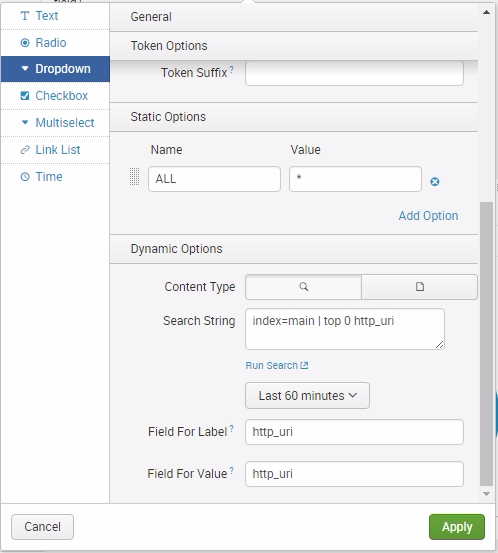 Text
Radio
Dropdown
Checkbox
Multiselect
Link List
Time
General
Token Options
Token Suffix ?
Static Options
Name Value
ALL *
Add Option
Dynamic Options
Content Type
Search String index=main | top 0 http_uri
Run Search
Last 60 minutes
Field For Label ? http_uri
Field For Value ? http_uri
Cancel Apply